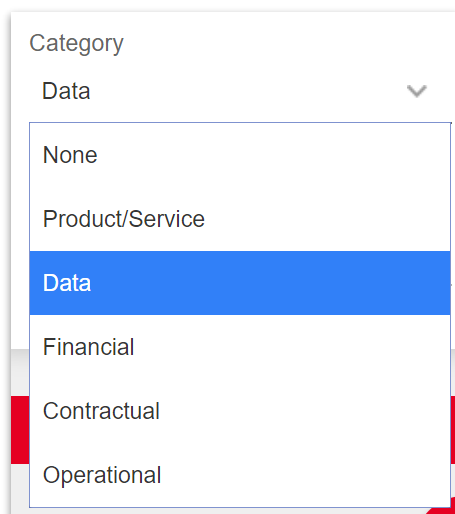 Category
Data
None
Product/Service
Data
Financial
Contractual
Operational